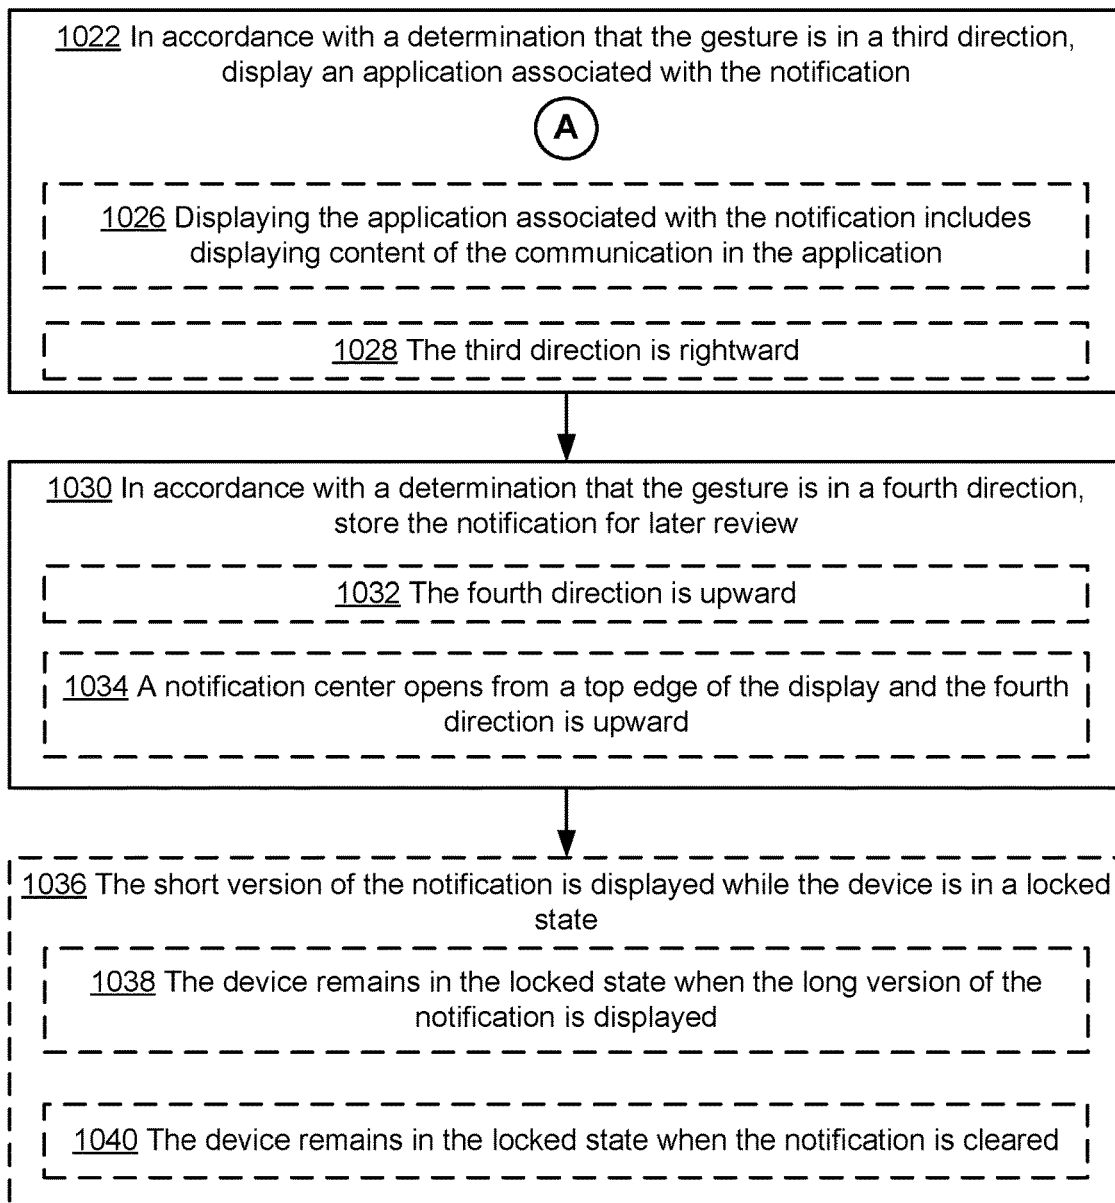 1022 In accordance with a determination that the gesture is in a third direction,
display an application associated with the notification
A
1026 Displaying the application associated with the notification includes
displaying content of the communication in the application
1028 The third direction is rightward
1030 In accordance with a determination that the gesture is in a fourth direction,
store the notification for later review
1032 The fourth direction is upward
1034 A notification center opens from a top edge of the display and the fourth
direction is upward
1036 The short version of the notification is displayed while the device is in a locked
state
1038 The device remains in the locked state when the long version of the
notification is displayed
1040 The device remains in the locked state when the notification is cleared